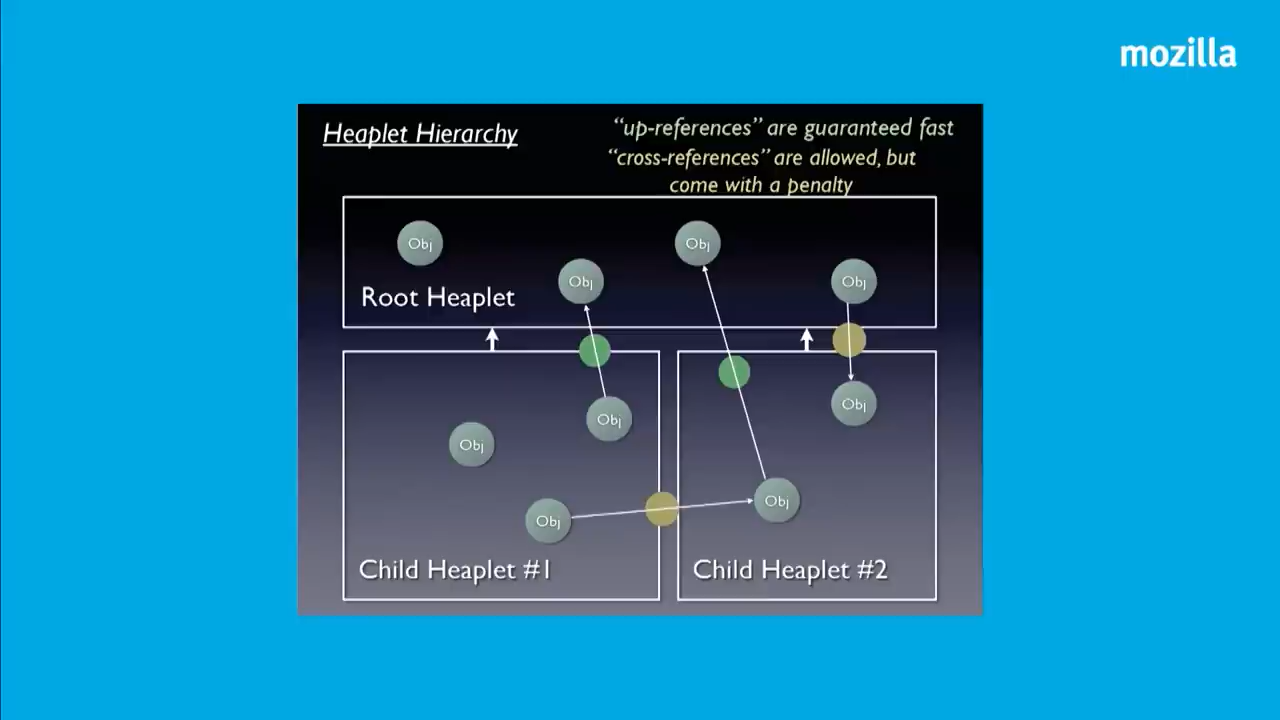 mozilla
Heaplet Hierarchy
“up-references” are guaranteed fast
“cross-references” are allowed, but
come with a penalty
Obj
Obj
Obj
Obj
Root Heaplet
Obj
Obj
Obj
Child Heaplet #1
Obj
Obj
Child Heaplet #2